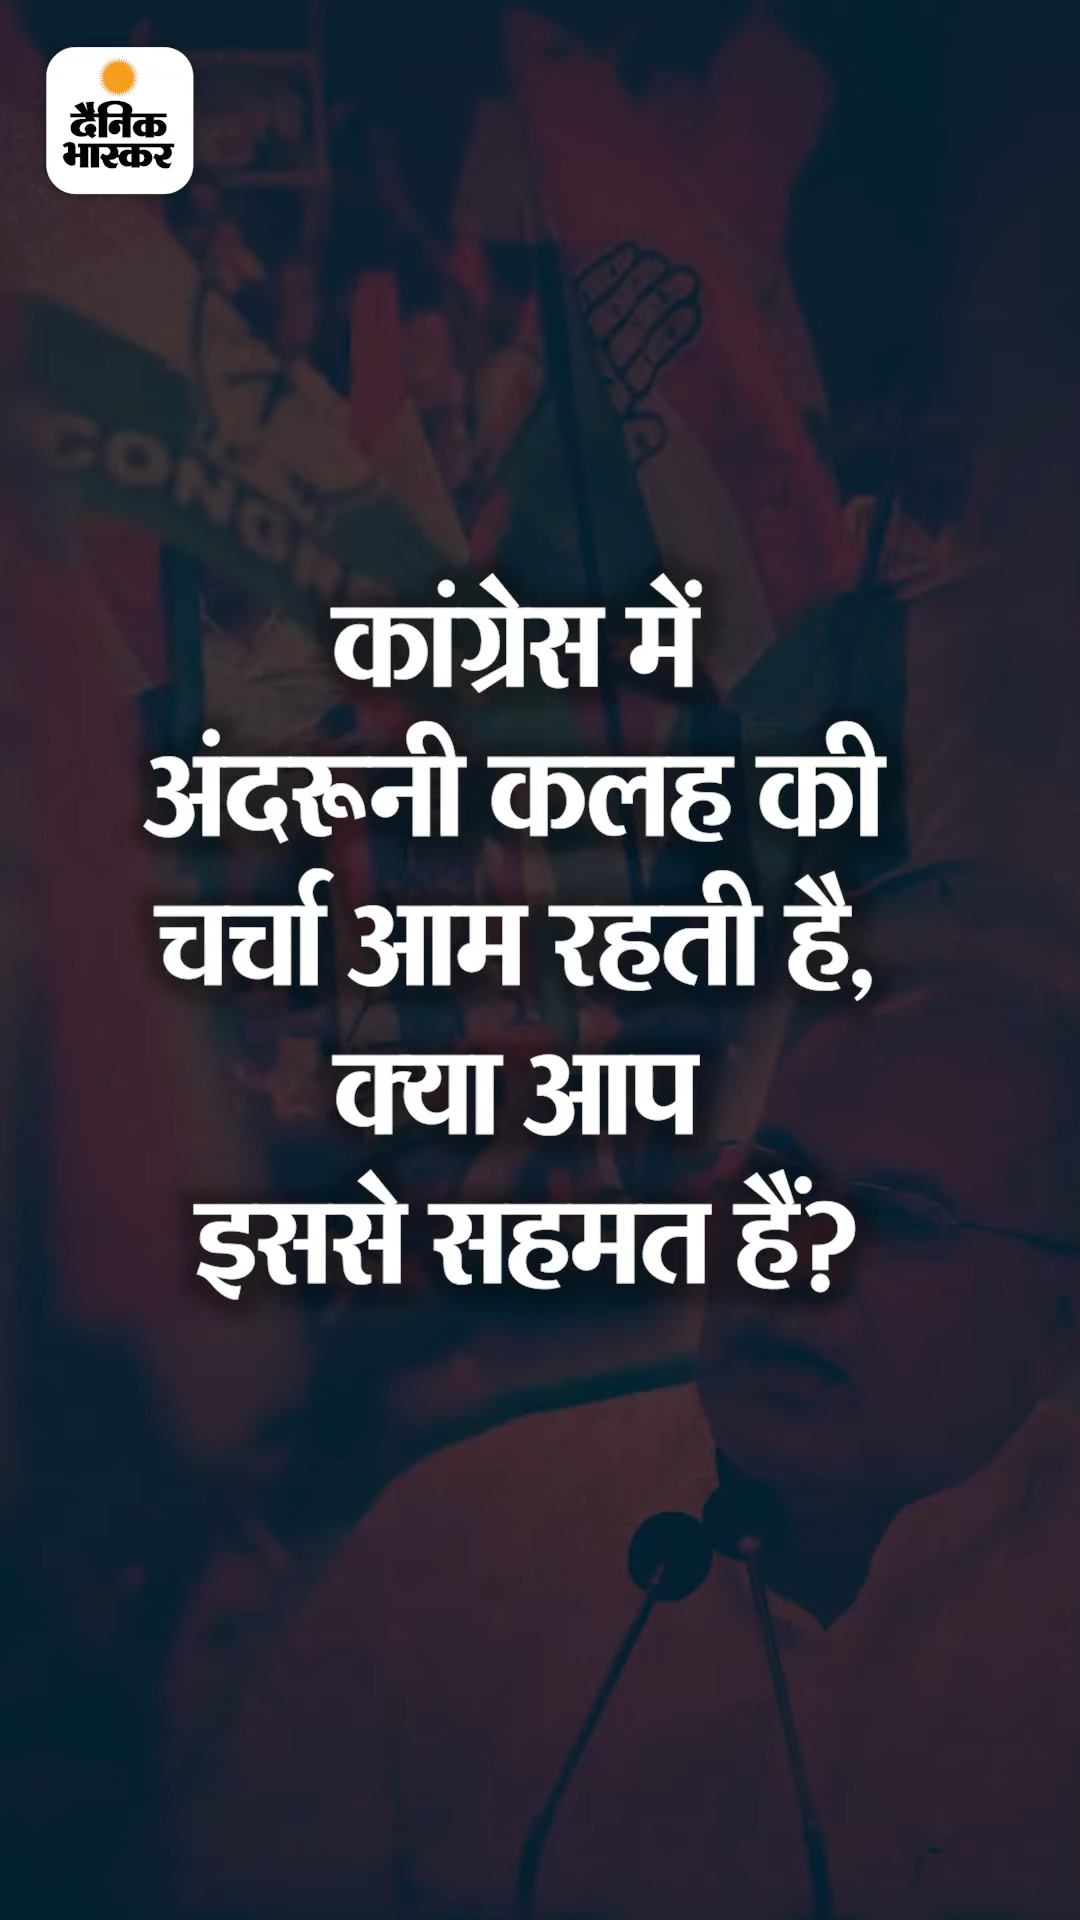 दैनिक
भास्कर
कांग्रेस में
अंदरूनी कलह की
चर्चा आम रहती है,
क्या आप
इससे सहमत हैं?